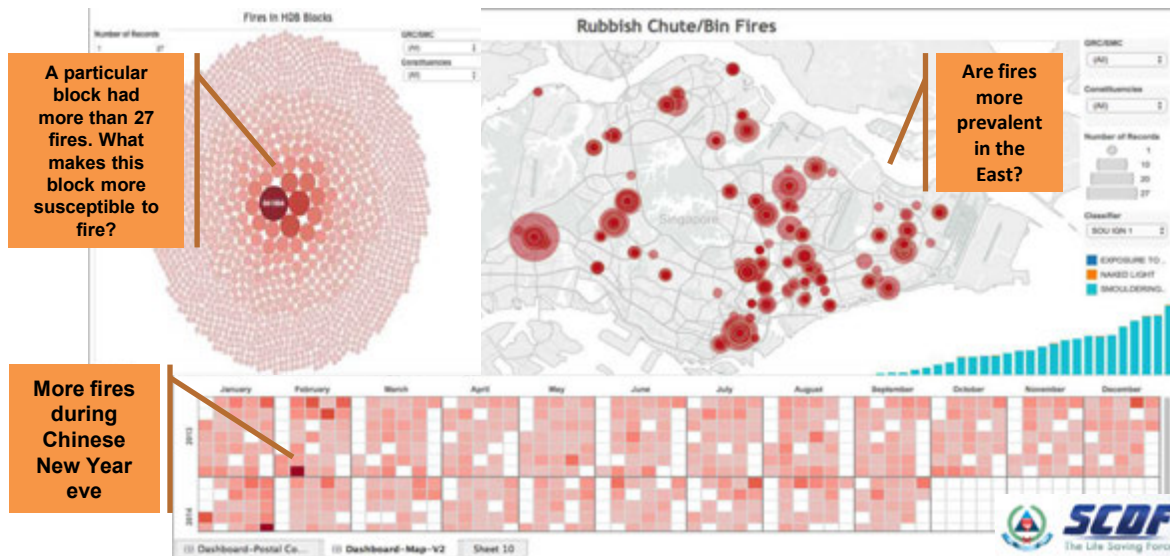 Fires in HDB Blocks
Number of Records
1 27
GRC/SMC
(All)
Constituencies
(All)
A particular
block had
more than 27
fires. What
makes this
block more
susceptible to
fire?
Rubbish Chute/Bin Fires
Singapore
Are fires
more
prevalent
in the
East?
GRC/SMC
(All)
Constituencies
(All)
Number of Records
1
10
20
27
Classifier
SOU IGN 1
EXPOSURE TO ..
NAKED LIGHT
SMOULDERING..
More fires
during
Chinese
New Year
eve
January February March April May June July August September October November December
2013
2014
Dashboard-Postal Co... Dashboard-Map-V2 Sheet 10
SCDF
The Life Saving Force